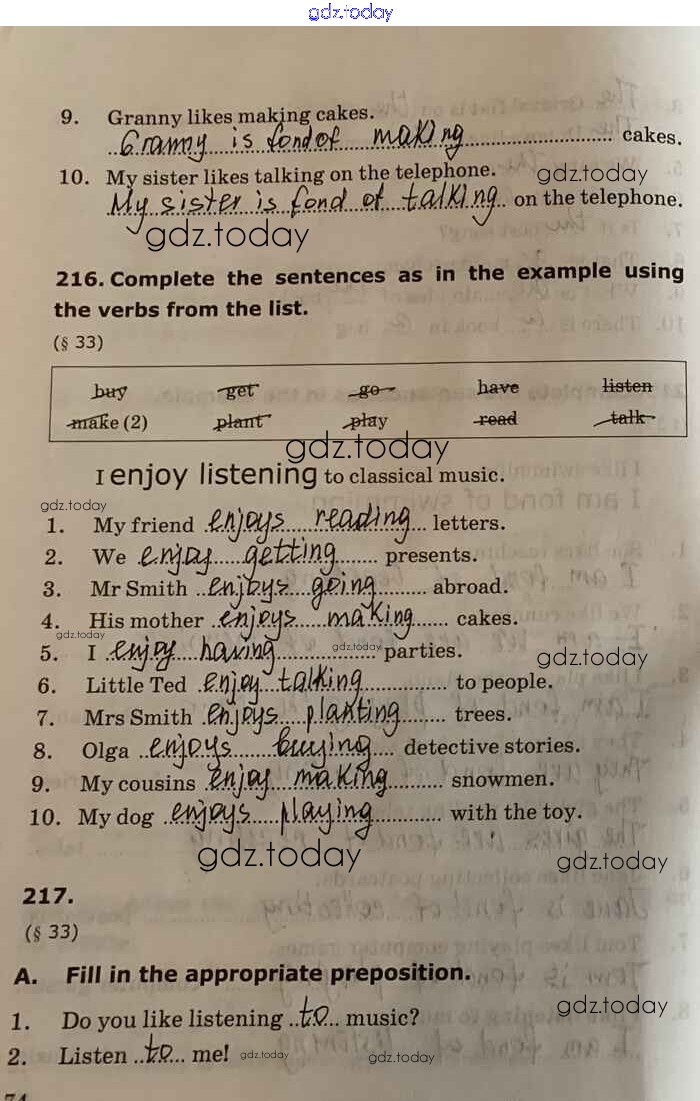 gdz.today
9. Granny likes making cakes.
Granny is fond of making cakes.
10. My sister likes talking on the telephone.
gdz.today
My sister is fond of talking on the telephone.
gdz.today
216. Complete the sentences as in the example using
the verbs from the list.
(§ 33)
buy get go have listen
make (2) plant play read talk
gdz.today
I enjoy listening to classical music.
gdz.today
1. My friend enjoys reading letters.
2. We enjoy getting presents.
3. Mr Smith enjoys going abroad.
4. His mother enjoys making cakes.
gdz.today
5. I enjoy having parties.
gdz.today
gdz.today
6. Little Ted enjoy talking to people.
7. Mrs Smith enjoys planting trees.
8. Olga enjoys buying detective stories.
9. My cousins enjoy making snowmen.
10. My dog enjoys playing with the toy.
gdz.today
gdz.today
217.
(§ 33)
A. Fill in the appropriate preposition.
gdz.today
1. Do you like listening to music?
2. Listen to me!
gdz.today
gdz.today
74